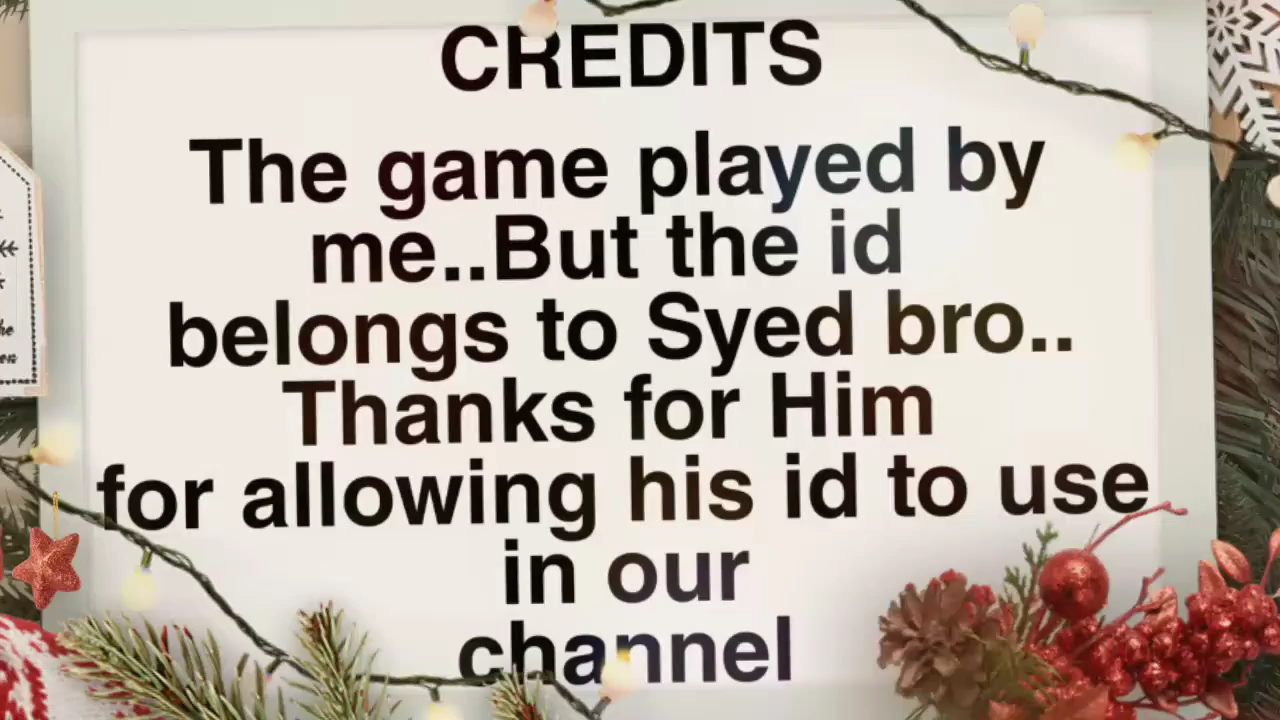 CREDITS
The game played by
me..But the id
belongs to Syed bro..
Thanks for Him
for allowing his id to use
in our
channel